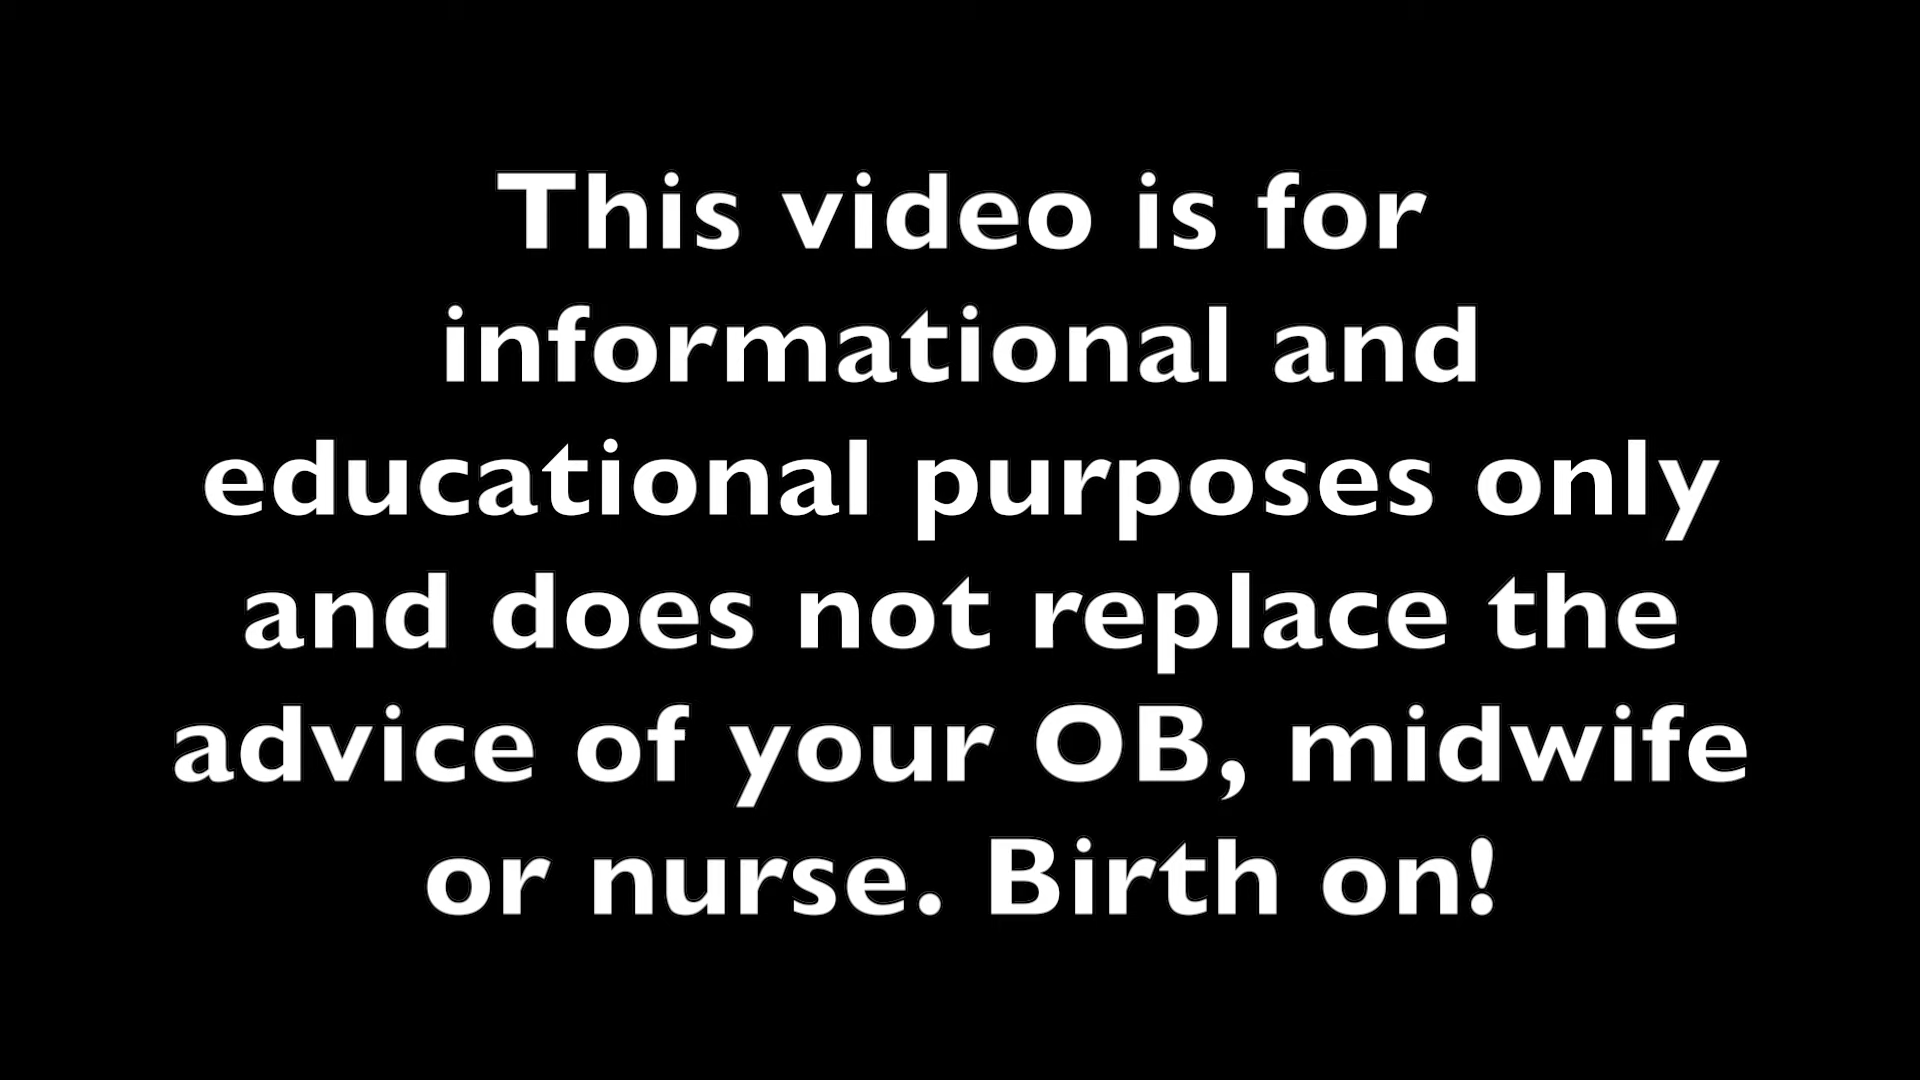 This video is for
informational and
educational purposes only
and does not replace the
advice of your OB, midwife
or nurse. Birth on!